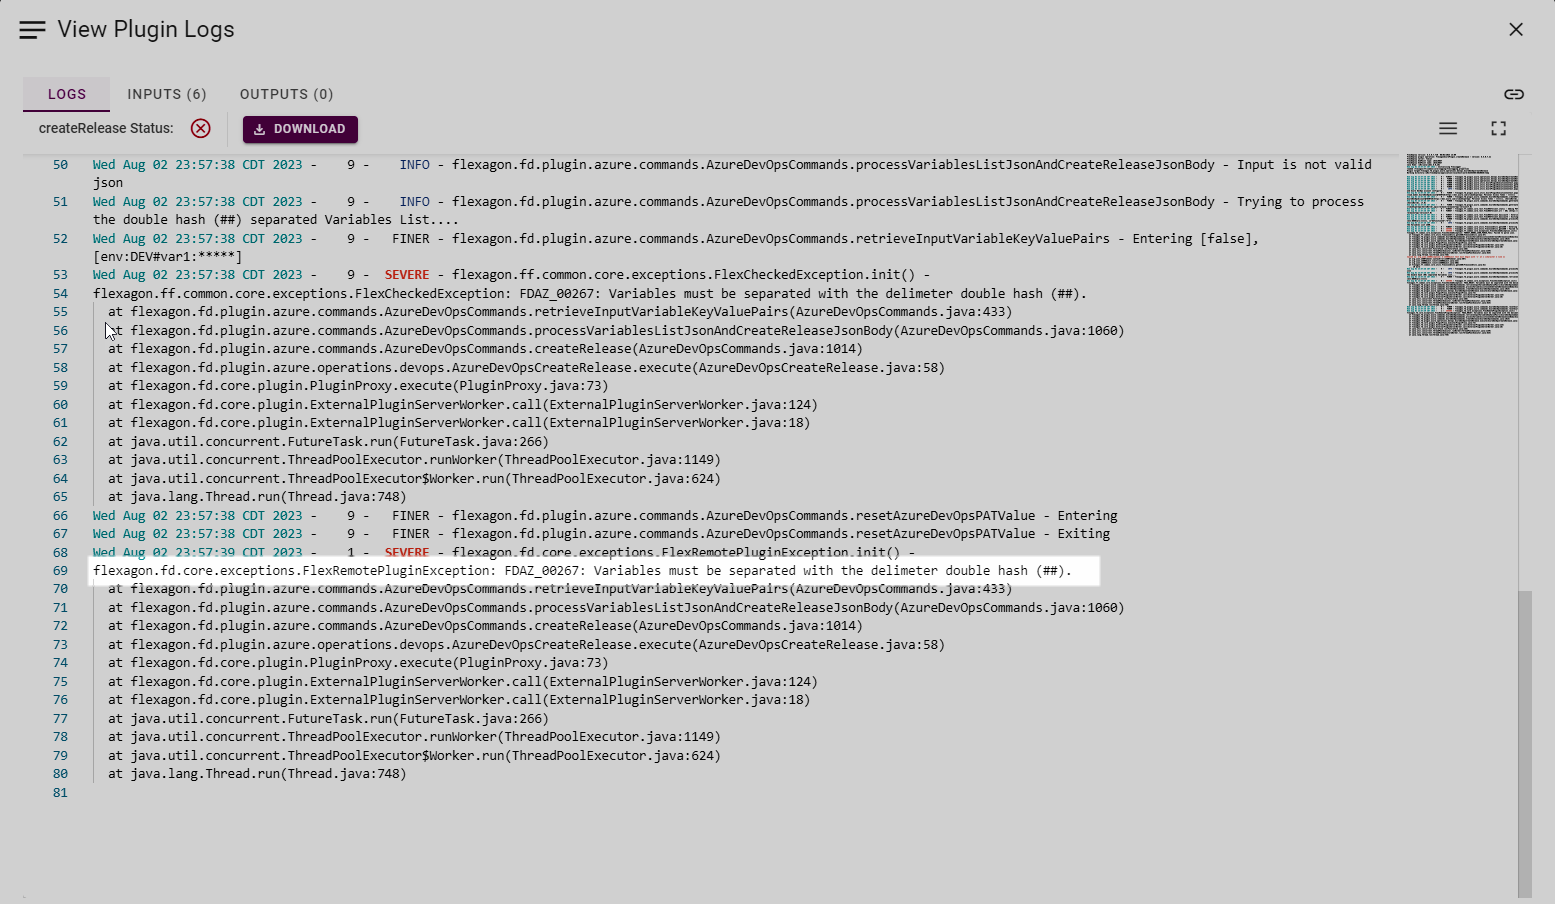 View Plugin Logs
LOGS INPUTS (6) OUTPUTS (0)
createRelease Status: DOWNLOAD
50 Wed Aug 02 23:57:38 CDT 2023 - 9 - INFO - flexagon.fd.plugin.azure.commands.AzureDevOpsCommands.processVariablesListJsonAndCreateReleaseJsonBody - Input is not valid
json
51 Wed Aug 02 23:57:38 CDT 2023 - 9 - INFO - flexagon.fd.plugin.azure.commands.AzureDevOpsCommands.processVariablesListJsonAndCreateReleaseJsonBody - Trying to process
the double hash (##) separated Variables List....
52 Wed Aug 02 23:57:38 CDT 2023 - 9 - FINER - flexagon.fd.plugin.azure.commands.AzureDevOpsCommands.retrieveInputVariableKeyValuePairs - Entering [false],
[env:DEV#var1:*****]
53 Wed Aug 02 23:57:38 CDT 2023 - 9 - SEVERE - flexagon.ff.common.core.exceptions.FlexCheckedException.init() -
54 flexagon.ff.common.core.exceptions.FlexCheckedException: FDAZ_00267: Variables must be separated with the delimeter double hash (##).
55 at flexagon.fd.plugin.azure.commands.AzureDevOpsCommands.retrieveInputVariableKeyValuePairs(AzureDevOpsCommands.java:433)
56 at flexagon.fd.plugin.azure.commands.AzureDevOpsCommands.processVariablesListJsonAndCreateReleaseJsonBody(AzureDevOpsCommands.java:1060)
57 at flexagon.fd.plugin.azure.commands.AzureDevOpsCommands.createRelease(AzureDevOpsCommands.java:1014)
58 at flexagon.fd.plugin.azure.operations.devops.AzureDevOpsCreateRelease.execute(AzureDevOpsCreateRelease.java:58)
59 at flexagon.fd.core.plugin.PluginProxy.execute(PluginProxy.java:73)
60 at flexagon.fd.core.plugin.ExternalPluginServerWorker.call(ExternalPluginServerWorker.java:124)
61 at flexagon.fd.core.plugin.ExternalPluginServerWorker.call(ExternalPluginServerWorker.java:18)
62 at java.util.concurrent.FutureTask.run(FutureTask.java:266)
63 at java.util.concurrent.ThreadPoolExecutor.runWorker(ThreadPoolExecutor.java:1149)
64 at java.util.concurrent.ThreadPoolExecutor$Worker.run(ThreadPoolExecutor.java:624)
65 at java.lang.Thread.run(Thread.java:748)
66 Wed Aug 02 23:57:38 CDT 2023 - 9 - FINER - flexagon.fd.plugin.azure.commands.AzureDevOpsCommands.resetAzureDevOpsPATValue - Entering
67 Wed Aug 02 23:57:38 CDT 2023 - 9 - FINER - flexagon.fd.plugin.azure.commands.AzureDevOpsCommands.resetAzureDevOpsPATValue - Exiting
68 Wed Aug 02 23:57:39 CDT 2023 - 1 - SEVERE - flexagon.fd.core.exceptions.FlexRemotePluginException.init() -
69 flexagon.fd.core.exceptions.FlexRemotePluginException: FDAZ_00267: Variables must be separated with the delimeter double hash (##).
70 at flexagon.fd.plugin.azure.commands.AzureDevOpsCommands.retrieveInputVariableKeyValuePairs(AzureDevOpsCommands.java:433)
71 at flexagon.fd.plugin.azure.commands.AzureDevOpsCommands.processVariablesListJsonAndCreateReleaseJsonBody(AzureDevOpsCommands.java:1060)
72 at flexagon.fd.plugin.azure.commands.AzureDevOpsCommands.createRelease(AzureDevOpsCommands.java:1014)
73 at flexagon.fd.plugin.azure.operations.devops.AzureDevOpsCreateRelease.execute(AzureDevOpsCreateRelease.java:58)
74 at flexagon.fd.core.plugin.PluginProxy.execute(PluginProxy.java:73)
75 at flexagon.fd.core.plugin.ExternalPluginServerWorker.call(ExternalPluginServerWorker.java:124)
76 at flexagon.fd.core.plugin.ExternalPluginServerWorker.call(ExternalPluginServerWorker.java:18)
77 at java.util.concurrent.FutureTask.run(FutureTask.java:266)
78 at java.util.concurrent.ThreadPoolExecutor.runWorker(ThreadPoolExecutor.java:1149)
79 at java.util.concurrent.ThreadPoolExecutor$Worker.run(ThreadPoolExecutor.java:624)
80 at java.lang.Thread.run(Thread.java:748)
81